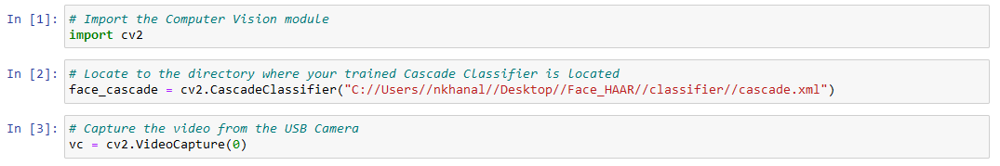 In [1]: # Import the Computer Vision module
import cv2
In [2]: # Locate to the directory where your trained Cascade Classifier is Located
face_cascade = cv2.CascadeClassifier("C://Users//nkhanal//Desktop//Face_HAAR//classifier//cascade.xml")
In [3]: # Capture the video from the USB Camera
vc = cv2.VideoCapture(0)